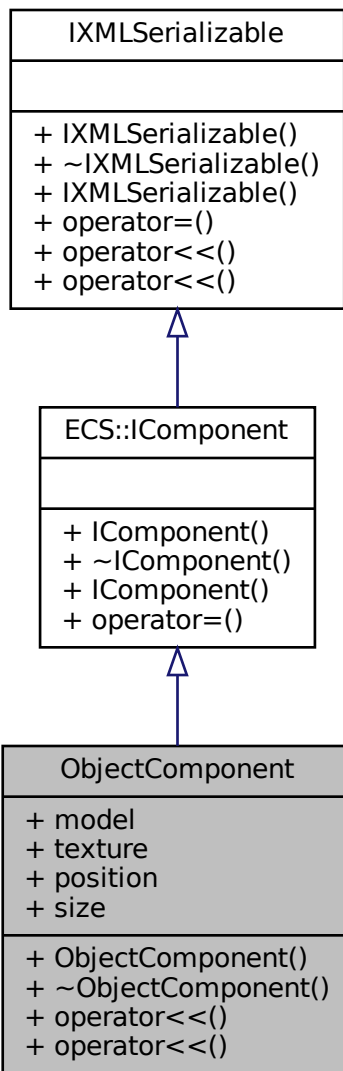 IXMLSerializable
+ IXMLSerializable()
+ ~IXMLSerializable()
+ IXMLSerializable()
+ operator=()
+ operator<<()
+ operator<<()
ECS::IComponent
+ IComponent()
+ ~IComponent()
+ IComponent()
+ operator=()
ObjectComponent
+ model
+ texture
+ position
+ size
+ ObjectComponent()
+ ~ObjectComponent()
+ operator<<()
+ operator<<()